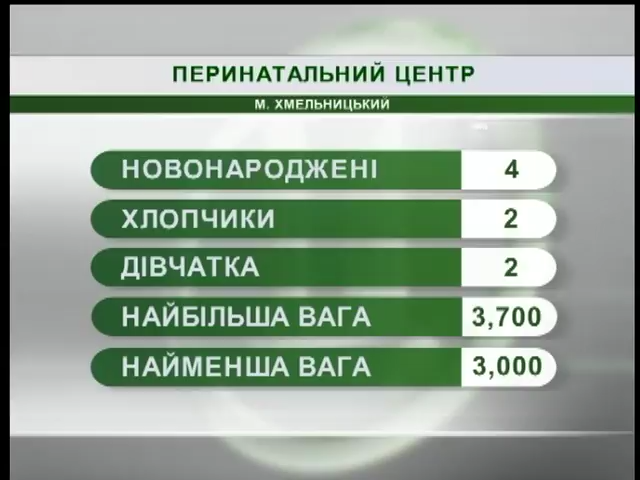 ПЕРИНАТАЛЬНИЙ ЦЕНТР
М. ХМЕЛЬНИЦЬКИЙ
НОВОНАРОДЖЕНІ 4
ХЛОПЧИКИ 2
ДІВЧАТКА 2
НАЙБІЛЬША ВАГА 3,700
НАЙМЕНША ВАГА 3,000